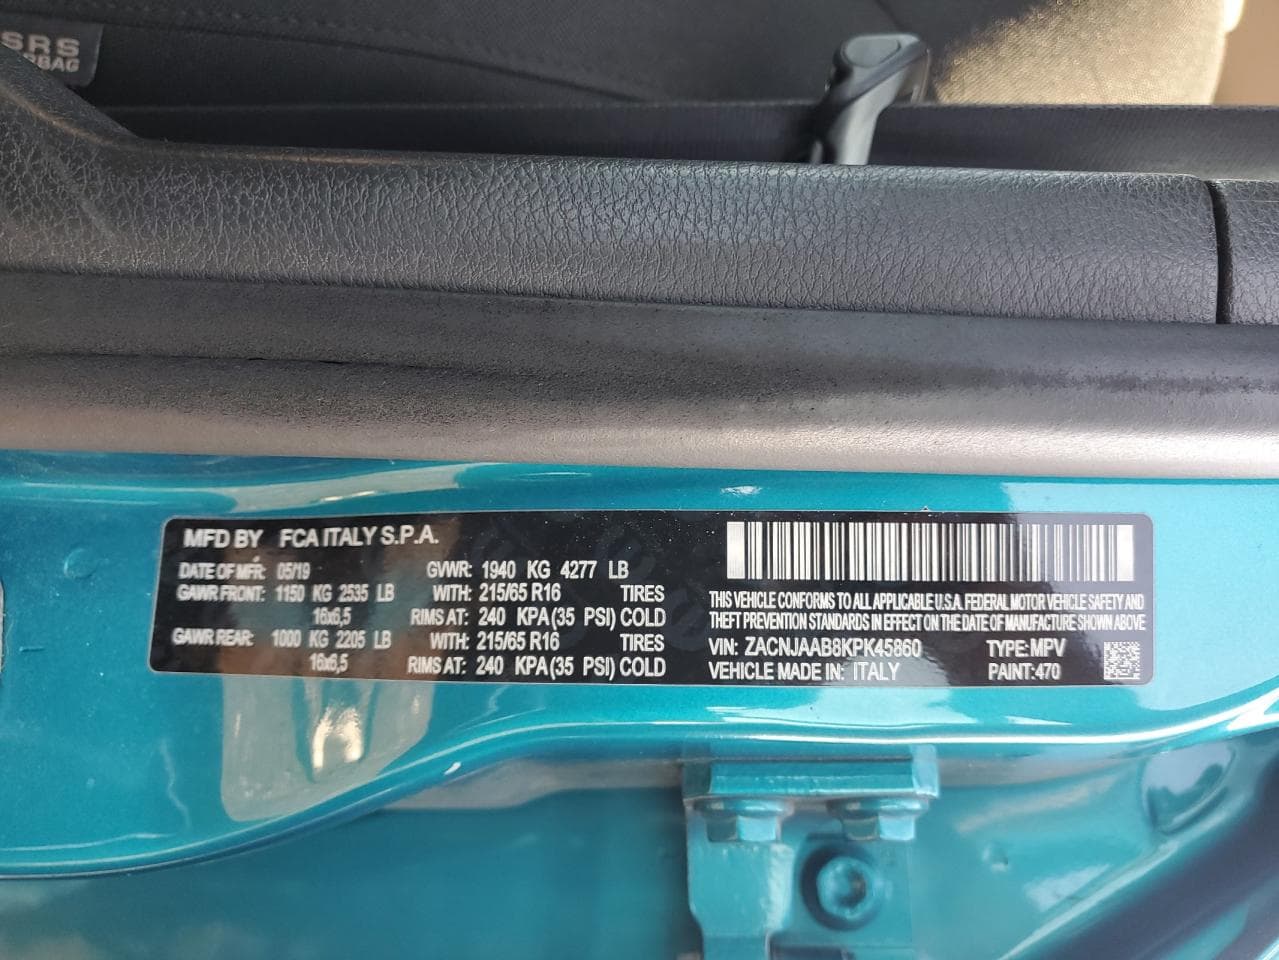 SRS
MFD BY FCA ITALY S.P.A.
DATE OF MFR: 05/19 GVWR: 1940 KG 4277 LB
GAWR FRONT: 1150 KG 2535 LB WITH: 215/65 R16 TIRES
16x6,5 RIMS AT: 240 KPA (35 PSI) COLD
GAWR REAR: 1000 KG 2205 LB WITH: 215/65 R16 TIRES
16x6,5 RIMS AT: 240 KPA (35 PSI) COLD
THIS VEHICLE CONFORMS TO ALL APPLICABLE U.S.A. FEDERAL MOTOR VEHICLE SAFETY AND
THEFT PREVENTION STANDARDS IN EFFECT ON THE DATE OF MANUFACTURE SHOWN ABOVE
VIN: ZACNJAAB8KPK45860 TYPE: MPV
VEHICLE MADE IN: ITALY PAINT:470